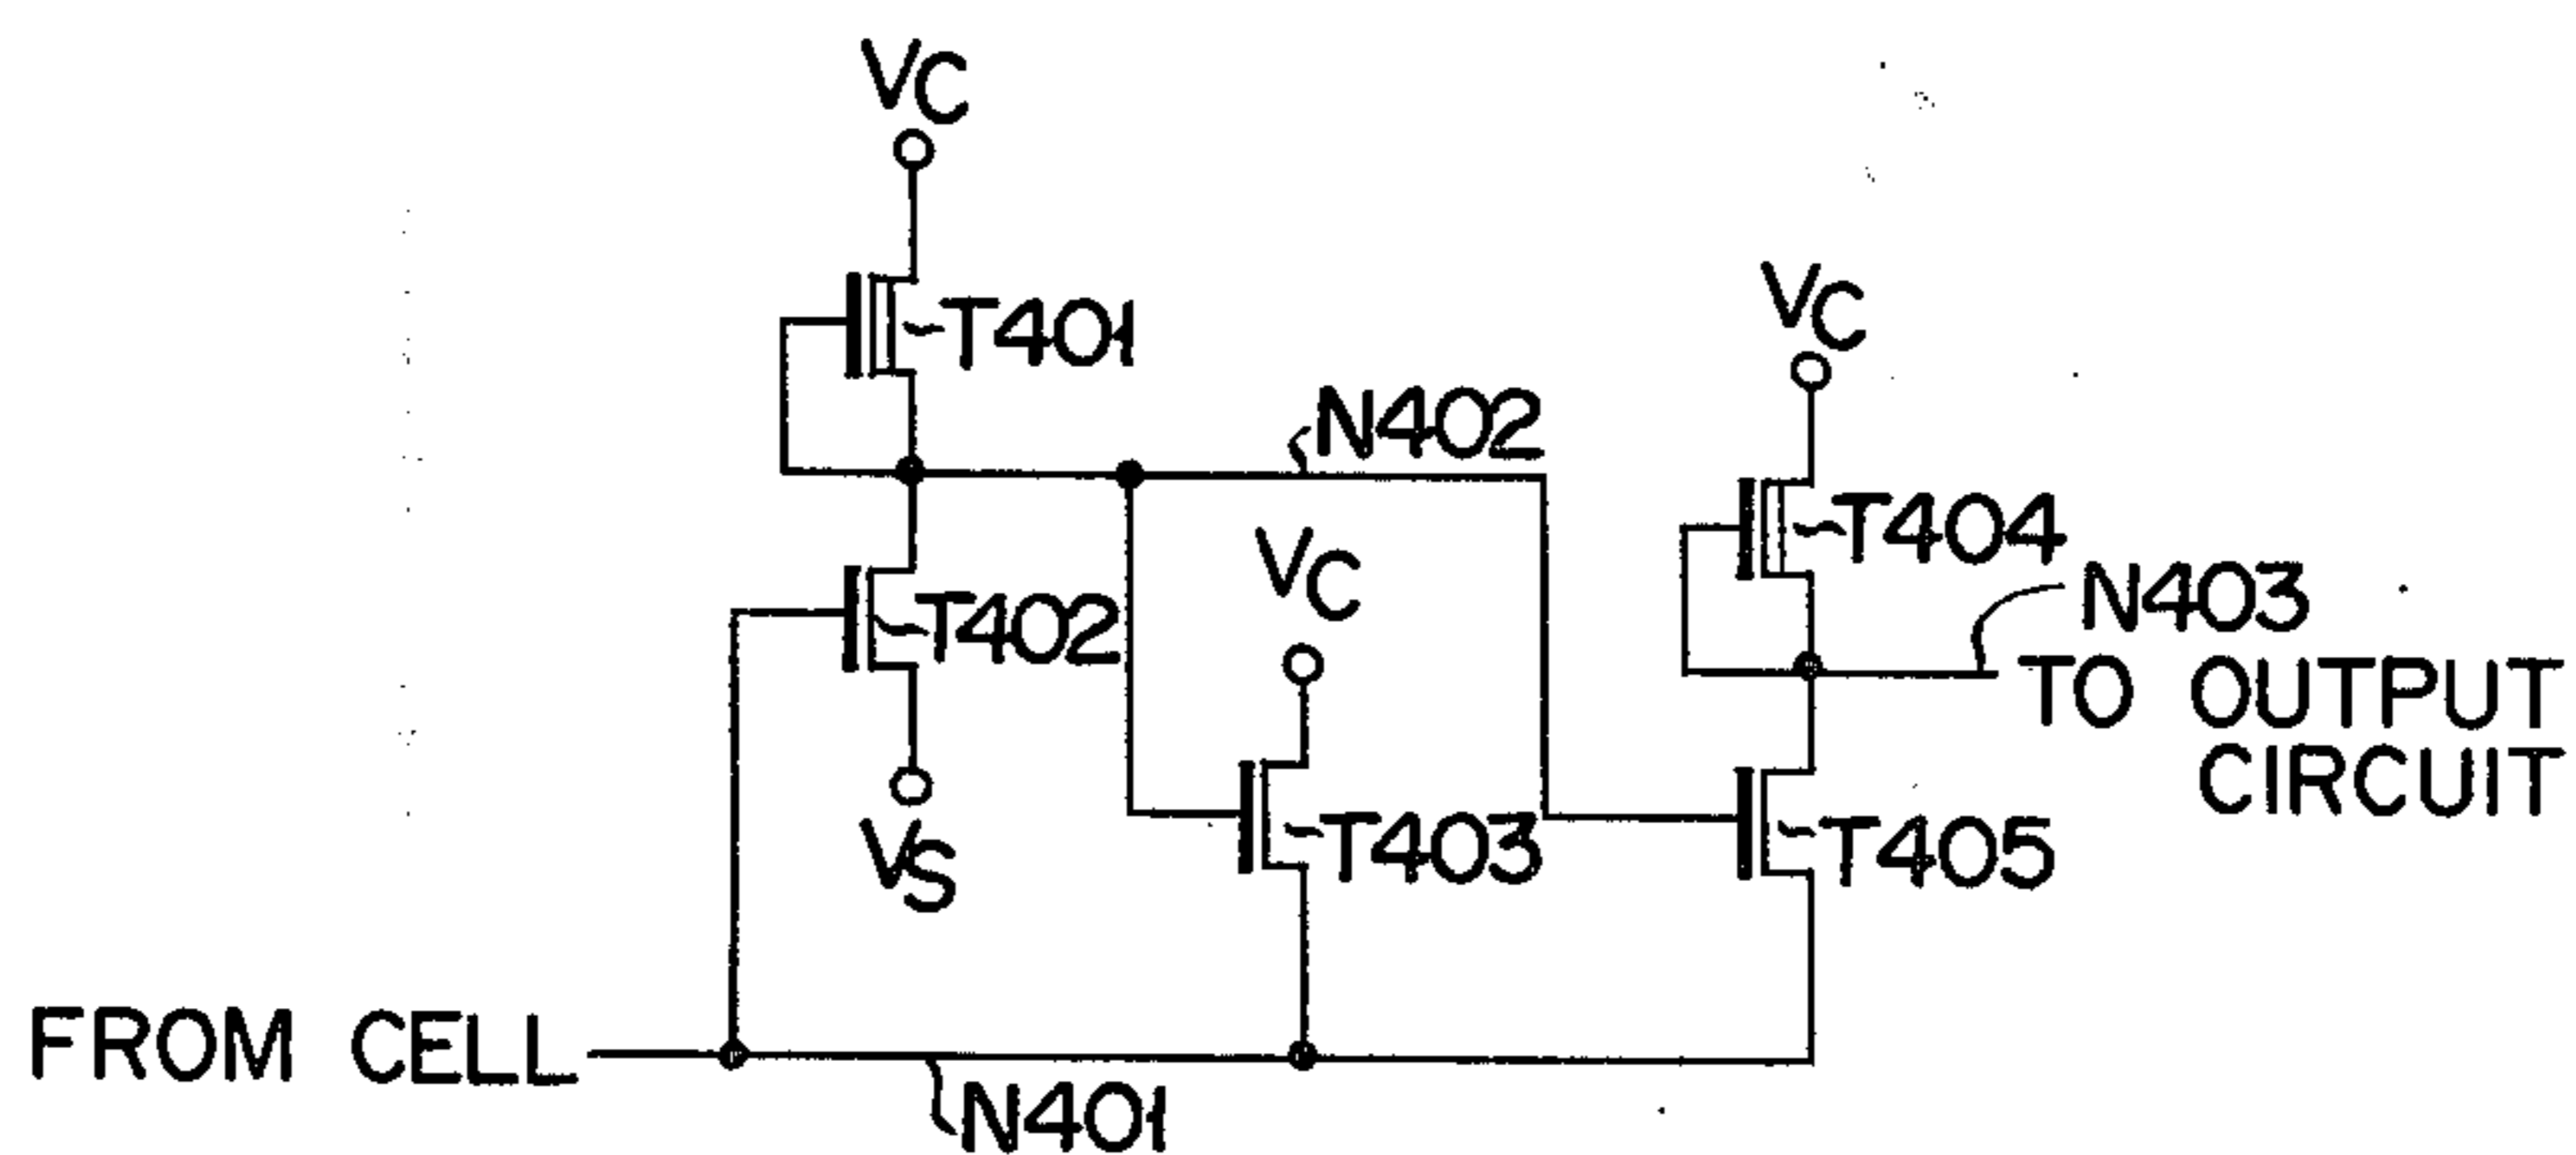 VC
T401
N402
VC
T404
N403
VC
T402
TO OUTPUT
CIRCUIT
VS
T403
T405
FROM CELL
N401